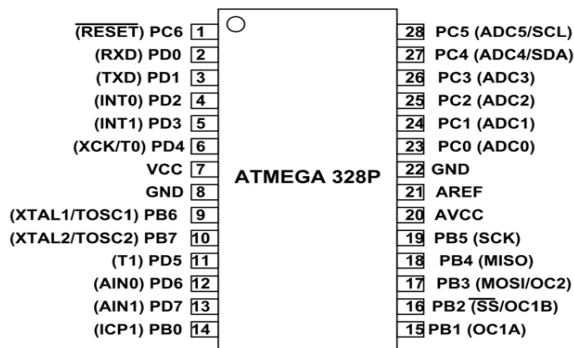 (RESET) PC6 1 28 PC5 (ADC5/SCL)
(RXD) PD0 2 27 PC4 (ADC4/SDA)
(TXD) PD1 3 26 PC3 (ADC3)
(INT0) PD2 4 25 PC2 (ADC2)
(INT1) PD3 5 24 PC1 (ADC1)
(XCK/T0) PD4 6 23 PC0 (ADC0)
VCC 7 22 GND
ATMEGA 328P
GND 8 21 AREF
(XTAL1/TOSC1) PB6 9 20 AVCC
(XTAL2/TOSC2) PB7 10 19 PB5 (SCK)
(T1) PD5 11 18 PB4 (MISO)
(AIN0) PD6 12 17 PB3 (MOSI/OC2)
(AIN1) PD7 13 16 PB2 (SS/OC1B)
(ICP1) PB0 14 15 PB1 (OC1A)